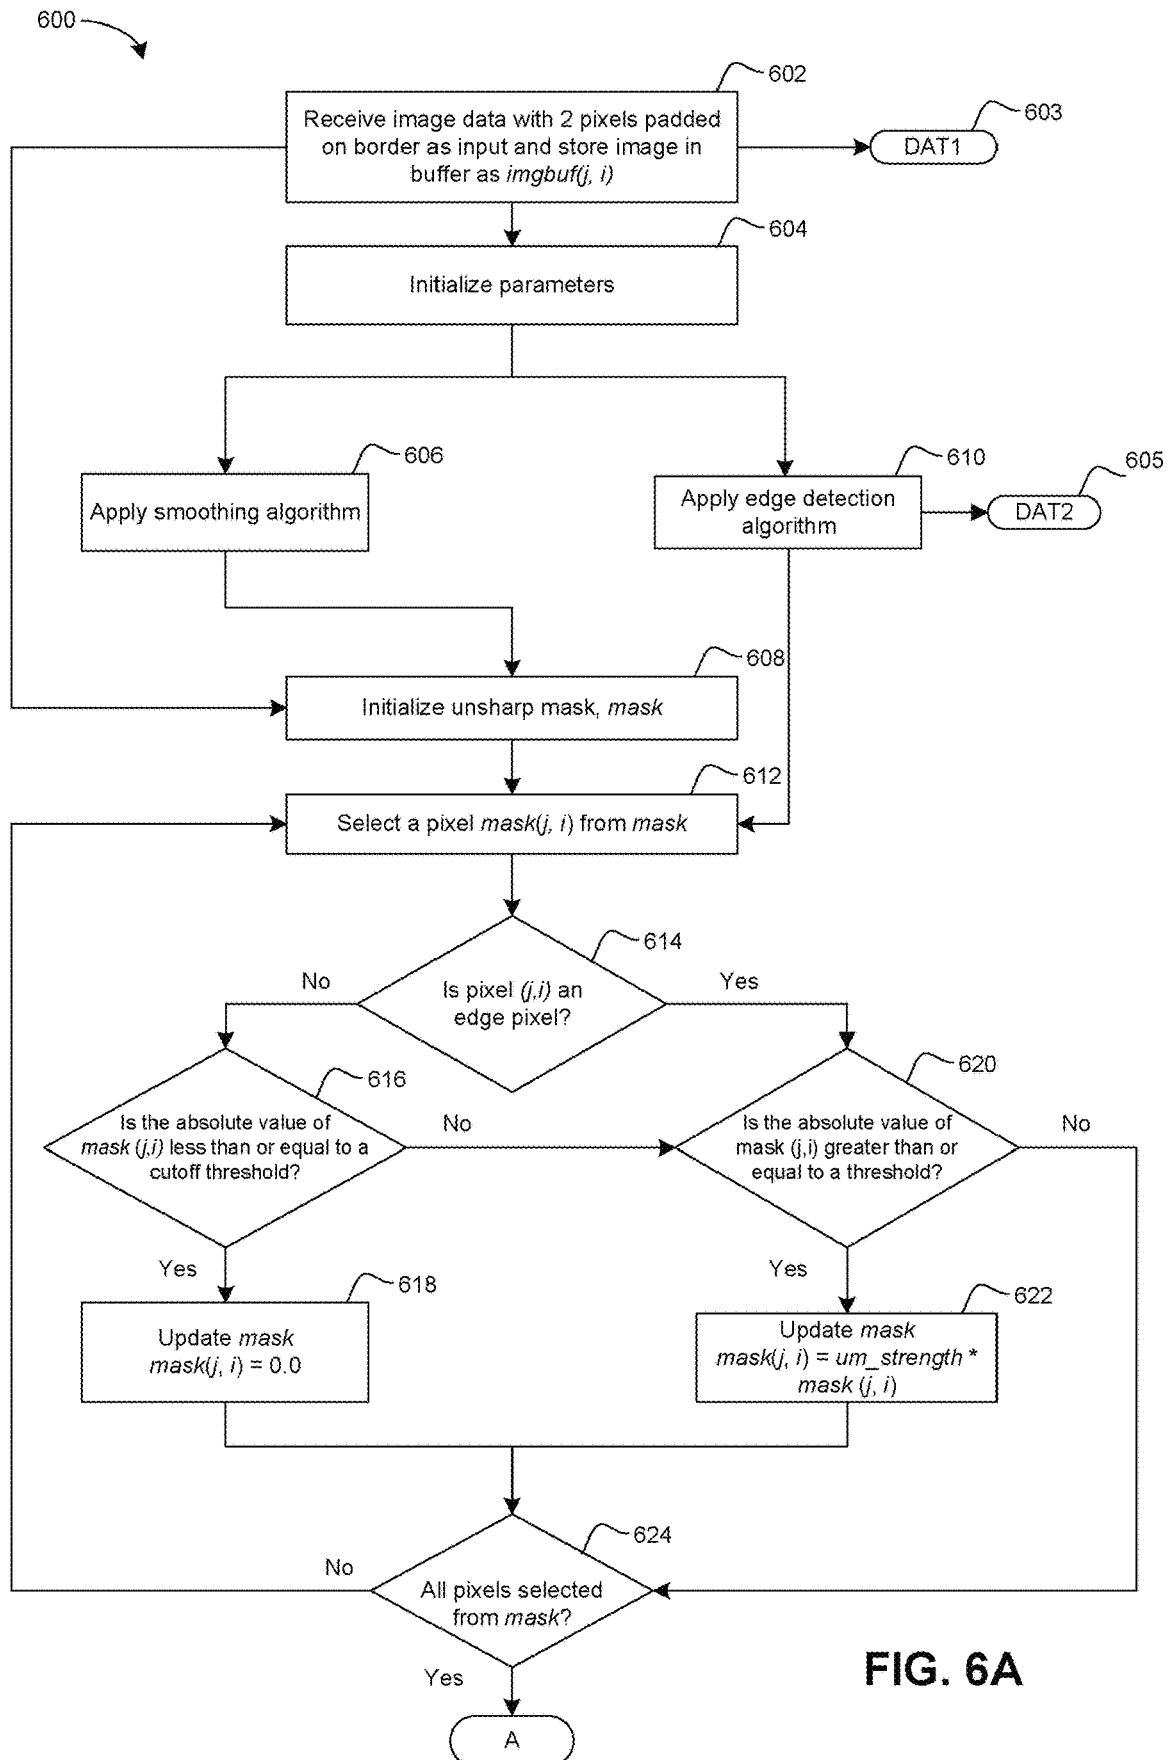 600
602
Receive image data with 2 pixels padded
on border as input and store image in
buffer as imgbuf(j, i)
603
DAT1
604
Initialize parameters
606
Apply smoothing algorithm
610
Apply edge detection
algorithm
605
DAT2
608
Initialize unsharp mask, mask
612
Select a pixel mask(j, i) from mask
614
Is pixel (j,i) an
edge pixel?
No
Yes
616
Is the absolute value of
mask (j,i) less than or equal to a
cutoff threshold?
No
620
Is the absolute value of
mask (j,i) greater than or
equal to a threshold?
No
Yes
618
Update mask
mask(j, i) = 0.0
Yes
622
Update mask
mask(j, i) = um_strength *
mask (j, i)
624
All pixels selected
from mask?
No
Yes
A
FIG. 6A